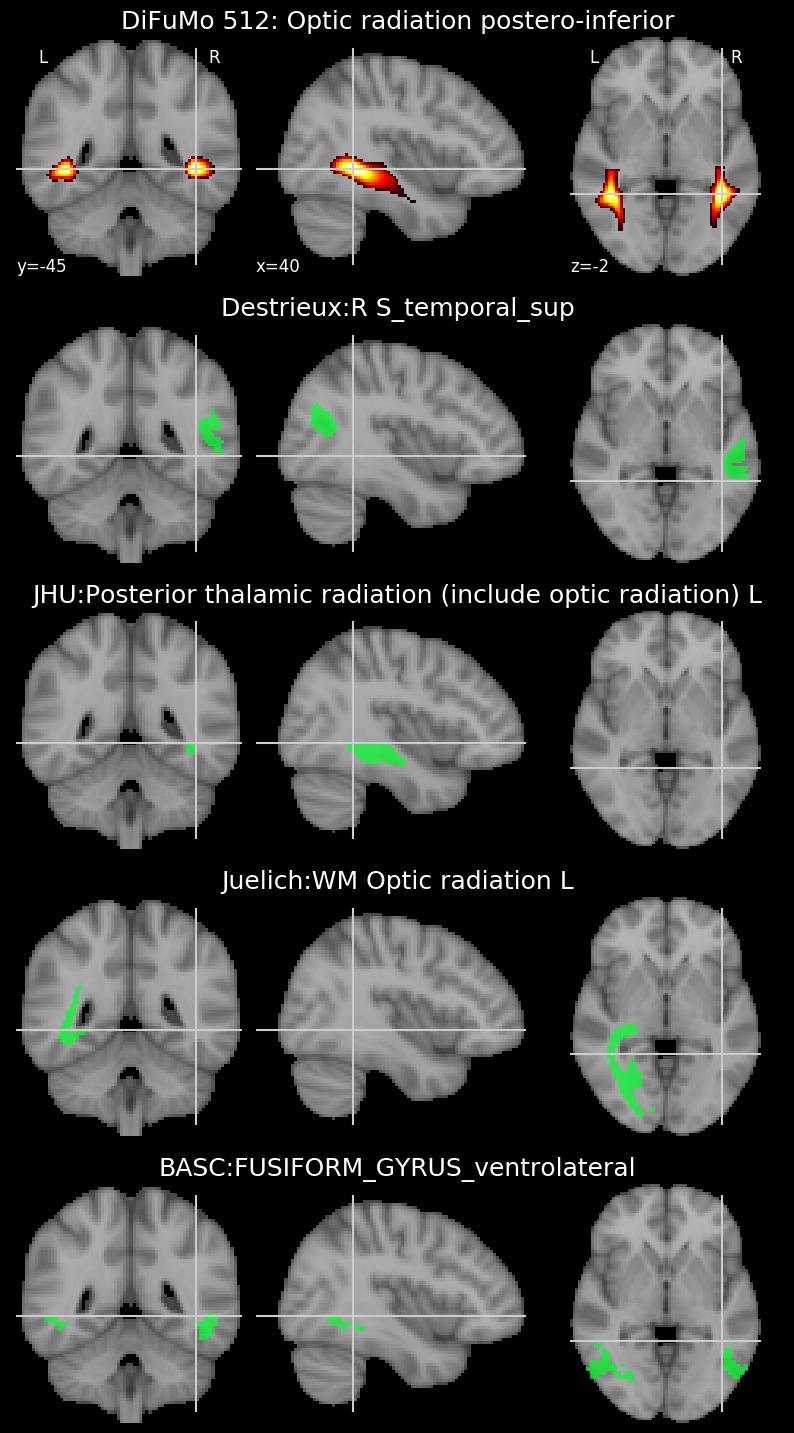 DiFuMo 512: Optic radiation postero-inferior
L R L R
y=-45 x=40 z=-2
Destrieux:R S_temporal_sup
JHU:Posterior thalamic radiation (include optic radiation) L
Juelich:WM Optic radiation L
BASC:FUSIFORM_GYRUS_ventrolateral